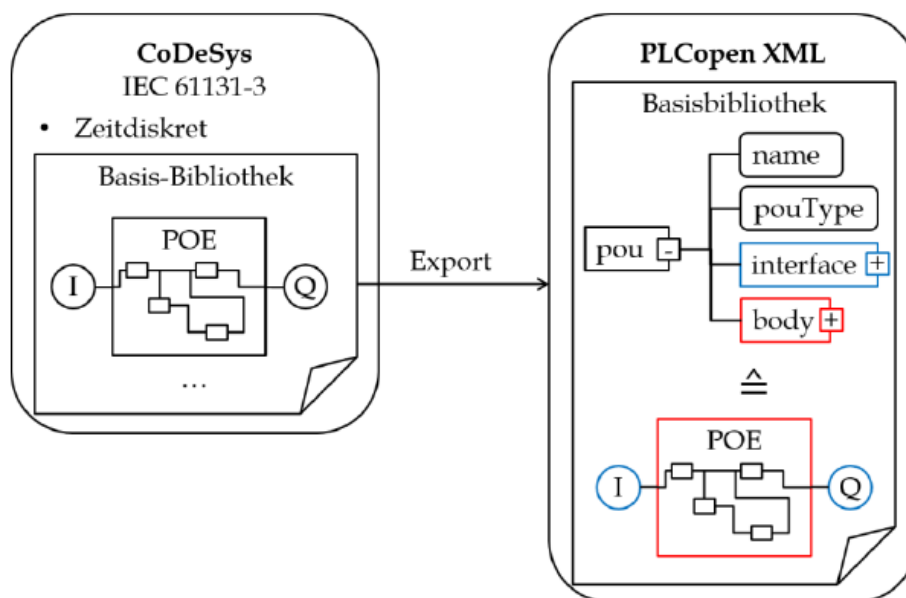 CoDeSys
IEC 61131-3
• Zeitdiskret
Basis-Bibliothek
POE
I
Q
...
Export
PLCopen XML
Basisbibliothek
name
pouType
pou -
interface +
body +
≙
POE
I
Q